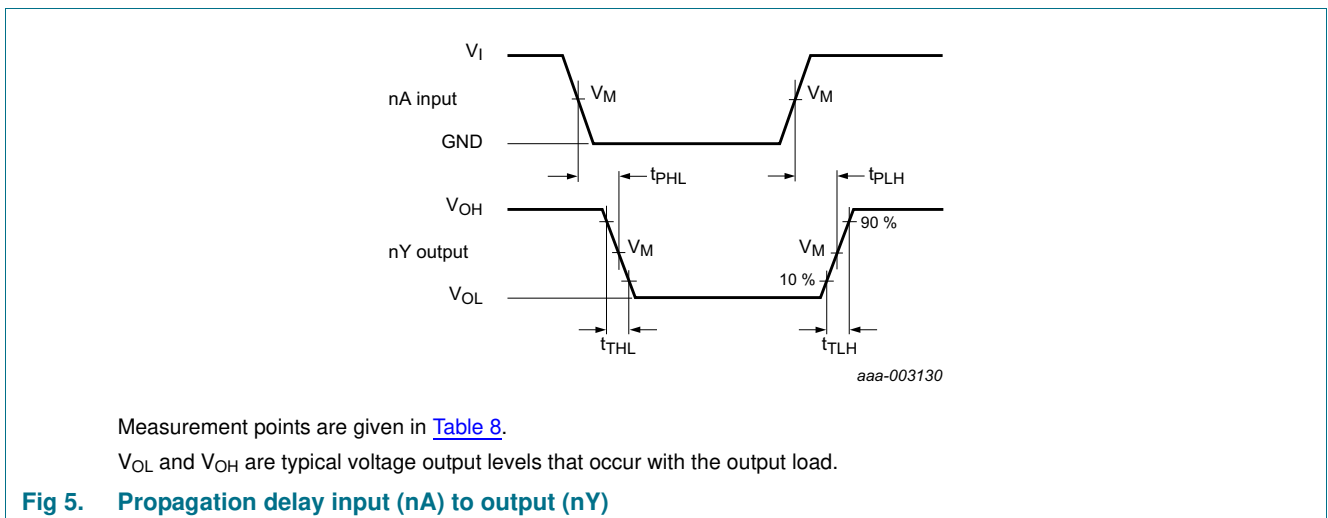 VI
nA input
VM
VM
GND
tPHL
tPLH
VOH
90 %
nY output
VM
VM
10 %
VOL
tTHL
tTLH
aaa-003130
Measurement points are given in Table 8.
VOL and VOH are typical voltage output levels that occur with the output load.
Fig 5. Propagation delay input (nA) to output (nY)